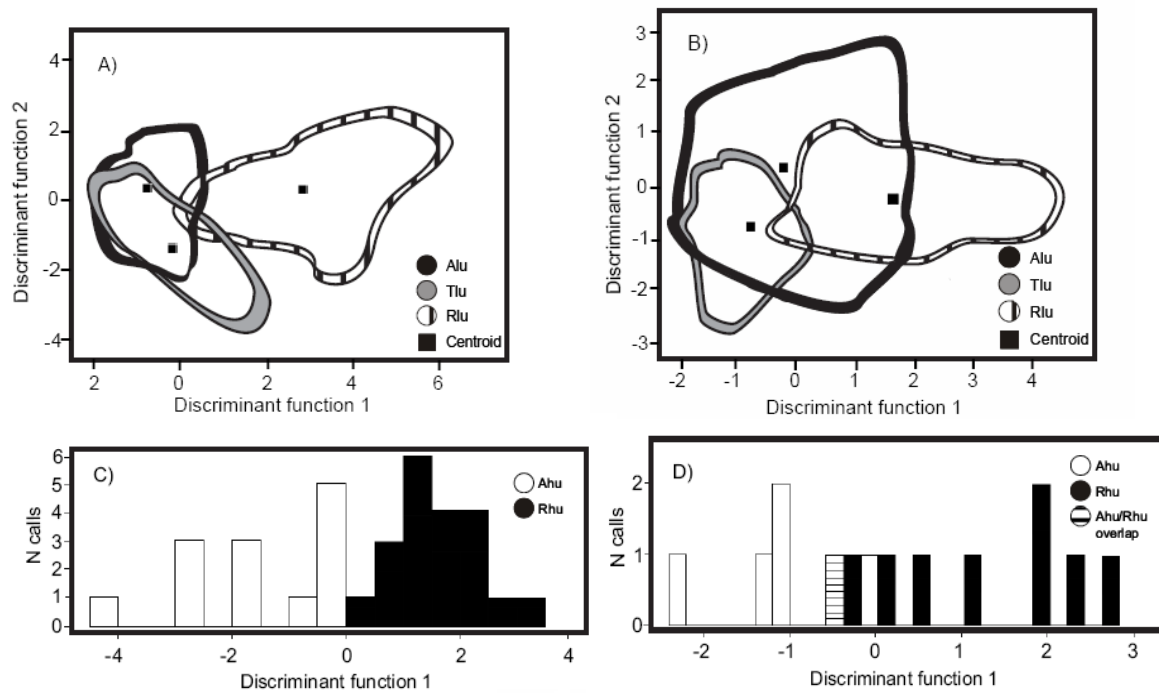 A)
Discriminant function 2
4
2
0
-2
-4
2 0 2 4 6
Discriminant function 1
Alu
Tlu
Rlu
Centroid
B)
Discriminant function 2
3
2
1
0
-1
-2
-3
-2 -1 0 1 2 3 4
Discriminant function 1
Alu
Tlu
Rlu
Centroid
C)
N calls
6
5
4
3
2
1
0
-4 -2 0 2 4
Discriminant function 1
Ahu
Rhu
D)
N calls
2
1
0
-2 -1 0 1 2 3
Discriminant function 1
Ahu
Rhu
Ahu/Rhu
overlap